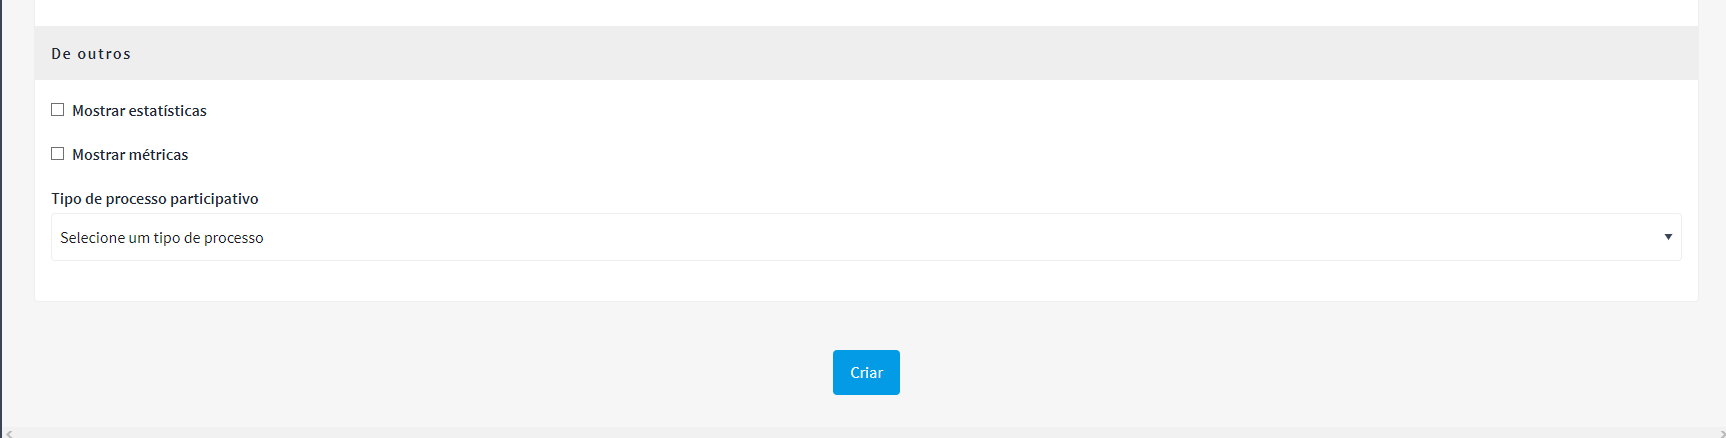 De outros
Mostrar estatísticas
Mostrar métricas
Tipo de processo participativo
Selecione um tipo de processo
Criar